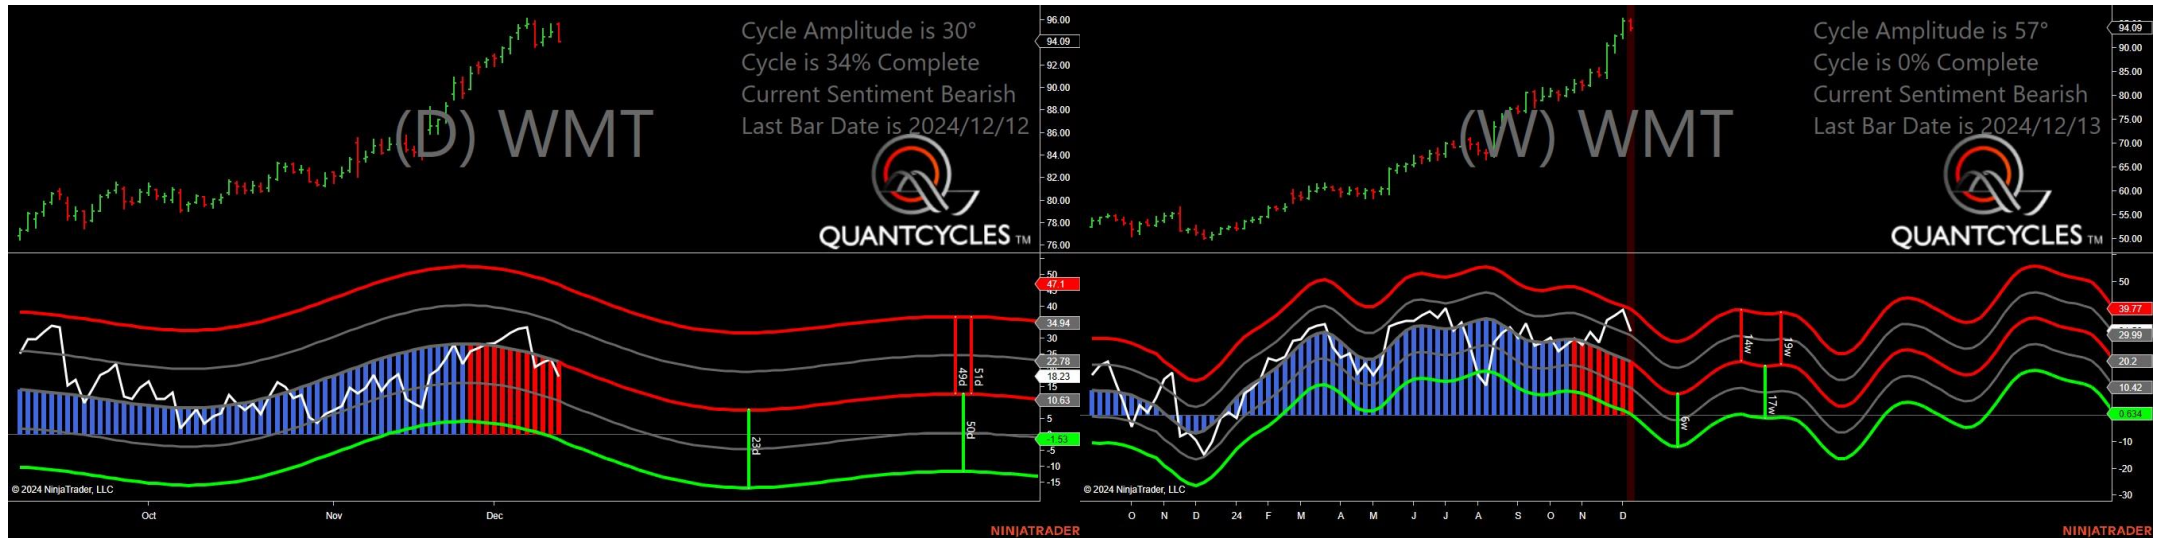 Cycle Amplitude is 30°
Cycle is 34% Complete
Current Sentiment Bearish
Last Bar Date is 2024/12/12
(D) WMT
QUANTCYCLES TM
96.00
94.09
92.00
90.00
88.00
86.00
84.00
82.00
80.00
78.00
76.00
50
47.1
40
34.94
30
22.78
18.23
15
10.63
5
-1.53
-5
-10
-15
49d
51d
50d
23d
© 2024 NinjaTrader, LLC
Oct
Nov
Dec
NINJATRADER
Cycle Amplitude is 57°
Cycle is 0% Complete
Current Sentiment Bearish
Last Bar Date is 2024/12/13
(W) WMT
QUANTCYCLES TM
94.09
90.00
85.00
80.00
75.00
70.00
65.00
60.00
55.00
50.00
50
39.77
29.99
20.2
10.42
0.634
-10
-20
-30
14w
19w
17w
6w
© 2024 NinjaTrader, LLC
O
N
D
24
F
M
A
M
J
J
A
S
O
N
D
NINJATRADER